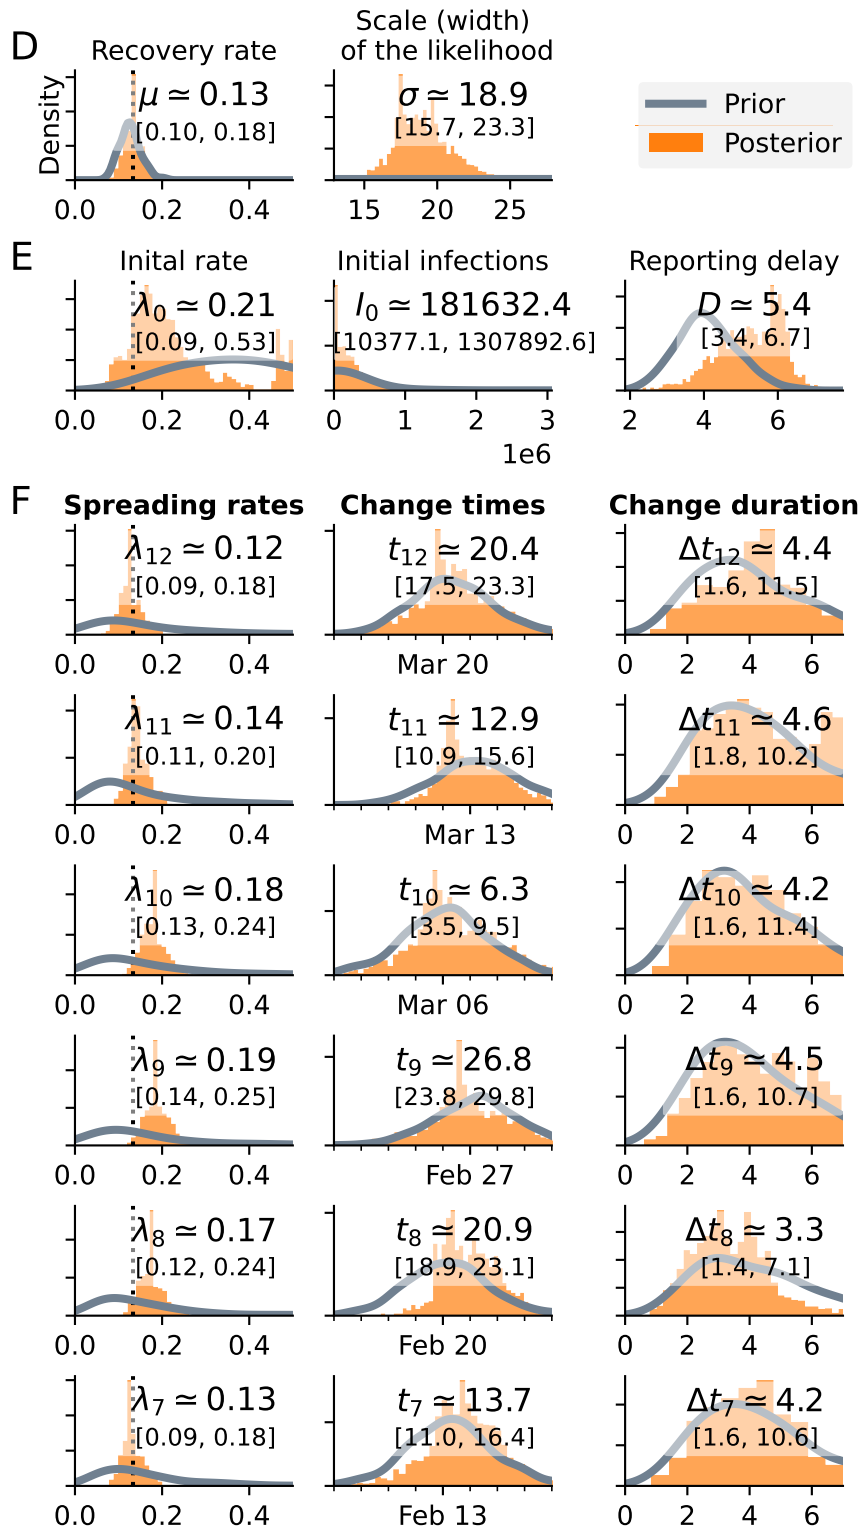 D
Recovery rate
Scale (width)
of the likelihood
Density
μ ≃ 0.13
[0.10, 0.18]
0.0 0.2 0.4
σ ≃ 18.9
[15.7, 23.3]
15 20 25
Prior
Posterior
E
Inital rate
Initial infections
Reporting delay
λ0 ≃ 0.21
[0.09, 0.53]
0.0 0.2 0.4
I0 ≃ 181632.4
[10377.1, 1307892.6]
0 1 2 3
1e6
D ≃ 5.4
[3.4, 6.7]
2 4 6
F
Spreading rates
Change times
Change duration
λ12 ≃ 0.12
[0.09, 0.18]
0.0 0.2 0.4
t12 ≃ 20.4
[17.5, 23.3]
Mar 20
Δt12 ≃ 4.4
[1.6, 11.5]
0 2 4 6
λ11 ≃ 0.14
[0.11, 0.20]
0.0 0.2 0.4
t11 ≃ 12.9
[10.9, 15.6]
Mar 13
Δt11 ≃ 4.6
[1.8, 10.2]
0 2 4 6
λ10 ≃ 0.18
[0.13, 0.24]
0.0 0.2 0.4
t10 ≃ 6.3
[3.5, 9.5]
Mar 06
Δt10 ≃ 4.2
[1.6, 11.4]
0 2 4 6
λ9 ≃ 0.19
[0.14, 0.25]
0.0 0.2 0.4
t9 ≃ 26.8
[23.8, 29.8]
Feb 27
Δt9 ≃ 4.5
[1.6, 10.7]
0 2 4 6
λ8 ≃ 0.17
[0.12, 0.24]
0.0 0.2 0.4
t8 ≃ 20.9
[18.9, 23.1]
Feb 20
Δt8 ≃ 3.3
[1.4, 7.1]
0 2 4 6
λ7 ≃ 0.13
[0.09, 0.18]
0.0 0.2 0.4
t7 ≃ 13.7
[11.0, 16.4]
Feb 13
Δt7 ≃ 4.2
[1.6, 10.6]
0 2 4 6